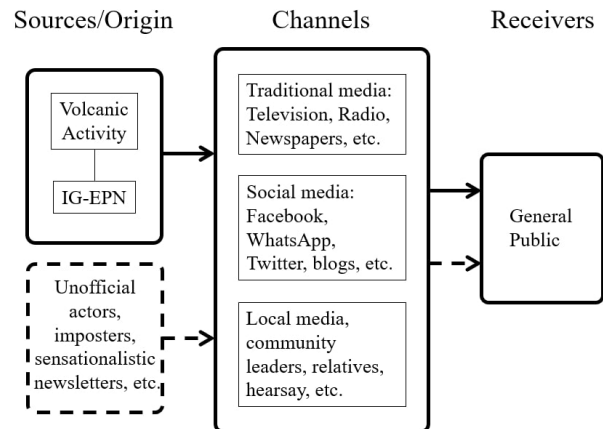 Sources/Origin
Channels
Receivers
Volcanic
Activity
IG-EPN
Unofficial
actors,
imposters,
sensationalistic
newsletters, etc.
Traditional media:
Television, Radio,
Newspapers, etc.
Social media:
Facebook,
WhatsApp,
Twitter, blogs, etc.
Local media,
community
leaders, relatives,
hearsay, etc.
General
Public